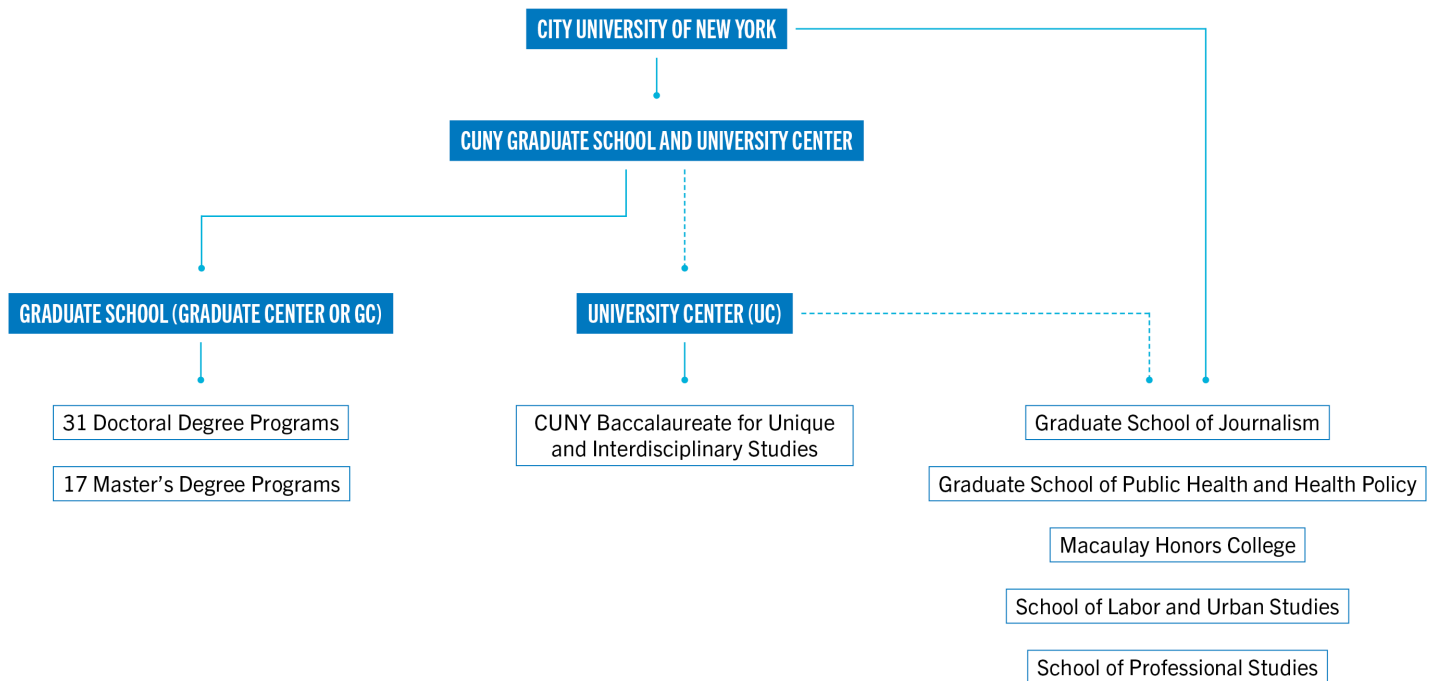 CITY UNIVERSITY OF NEW YORK
CUNY GRADUATE SCHOOL AND UNIVERSITY CENTER
GRADUATE SCHOOL (GRADUATE CENTER OR GC)
UNIVERSITY CENTER (UC)
31 Doctoral Degree Programs
17 Master’s Degree Programs
CUNY Baccalaureate for Unique
and Interdisciplinary Studies
Graduate School of Journalism
Graduate School of Public Health and Health Policy
Macaulay Honors College
School of Labor and Urban Studies
School of Professional Studies